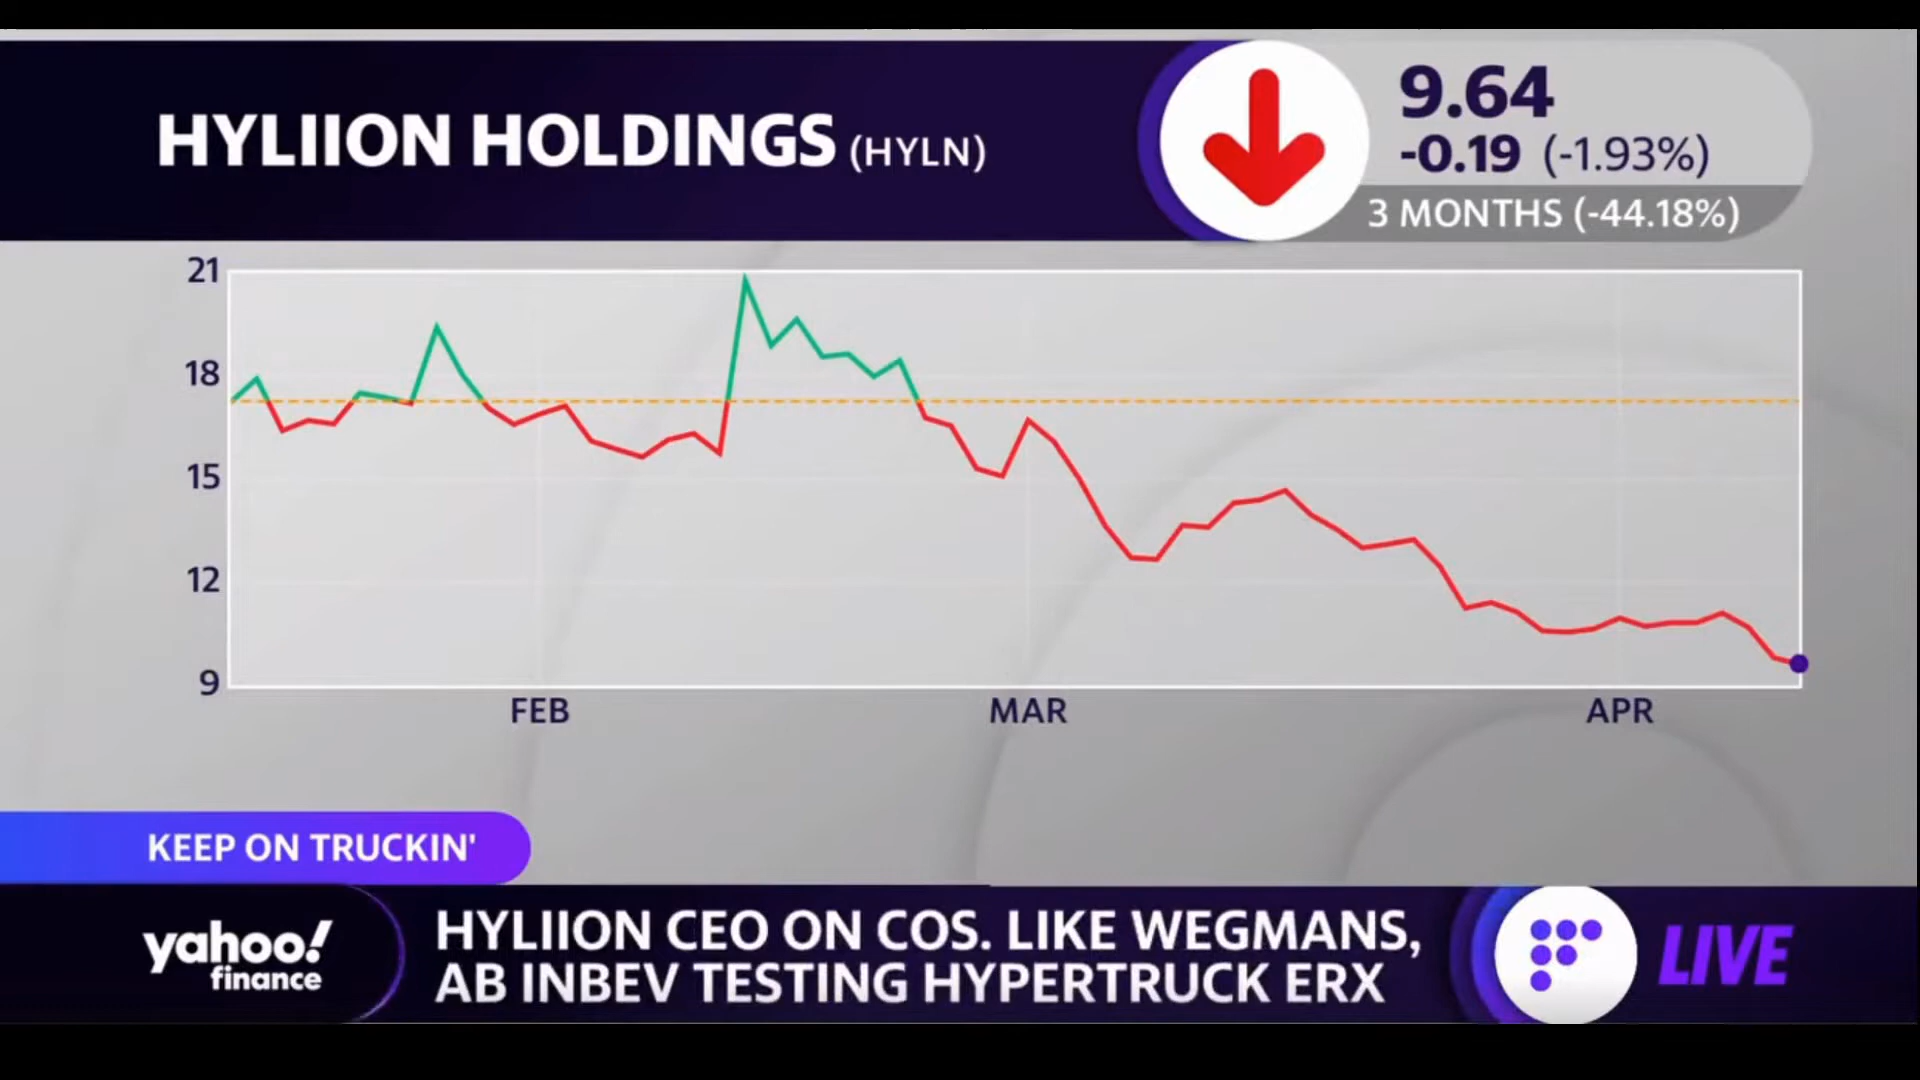 HYLIION HOLDINGS (HYLN)
9.64
-0.19 (-1.93%)
3 MONTHS (-44.18%)
21
18
15
12
9
FEB MAR APR
KEEP ON TRUCKIN'
yahoo!
finance
HYLIION CEO ON COS. LIKE WEGMANS,
AB INBEV TESTING HYPERTRUCK ERX
LIVE